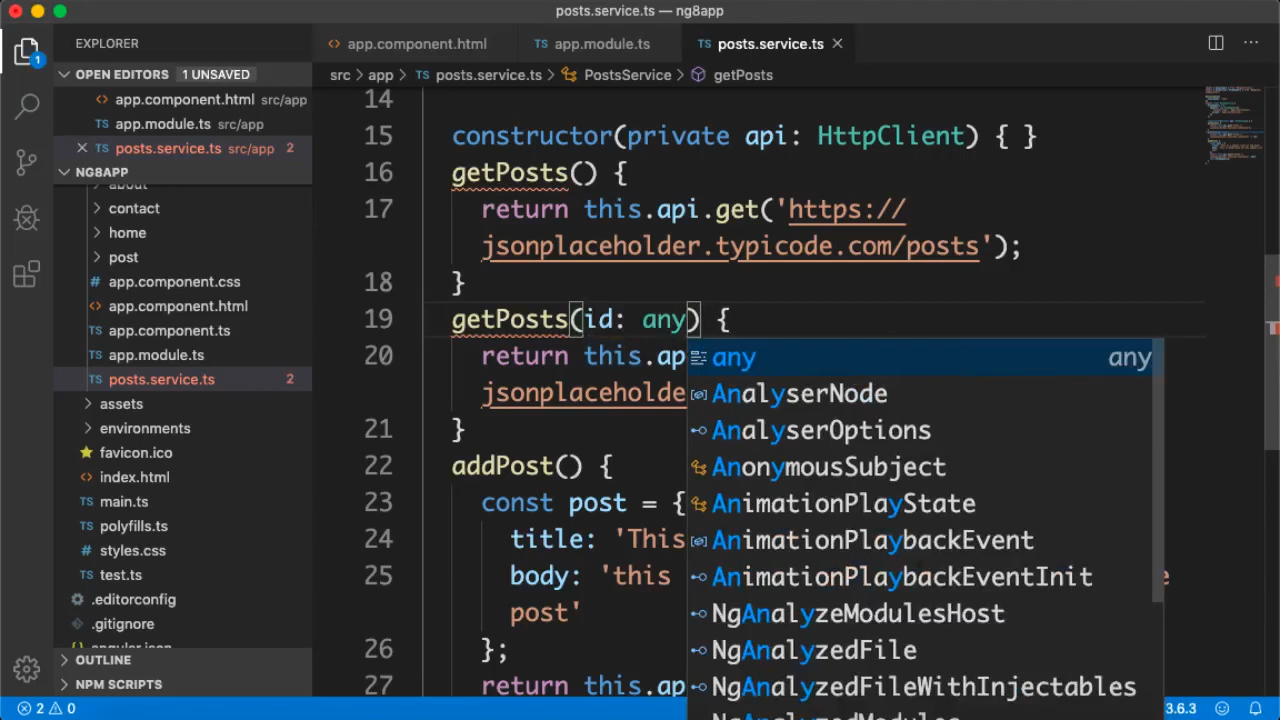 posts.service.ts — ng8app
EXPLORER
app.component.html
app.module.ts
posts.service.ts
OPEN EDITORS
1 UNSAVED
app.component.html src/app
app.module.ts src/app
posts.service.ts src/app 2
NG8APP
about
contact
home
post
app.component.css
app.component.html
app.component.ts
app.module.ts
posts.service.ts 2
assets
environments
favicon.ico
index.html
main.ts
polyfills.ts
styles.css
test.ts
.editorconfig
.gitignore
angular.json
OUTLINE
NPM SCRIPTS
src > app > TS posts.service.ts > PostsService > getPosts
14
15 constructor(private api: HttpClient) { }
16 getPosts() {
17 return this.api.get('https://
jsonplaceholder.typicode.com/posts');
18 }
19 getPosts(id: any) {
20 return this.ap
jsonplaceholde
21 }
22 addPost() {
23 const post = {
24 title: 'This
25 body: 'this
e
post'
26 };
27 return this.ap
any any
AnalyserNode
AnalyserOptions
AnonymousSubject
AnimationPlayState
AnimationPlaybackEvent
AnimationPlaybackEventInit
NgAnalyzeModulesHost
NgAnalyzedFile
NgAnalyzedFileWithInjectables
NgAnalyzedModules
2 0
3.6.3